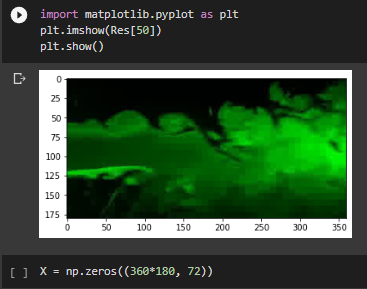 import matplotlib.pyplot as plt
plt.imshow(Res[50])
plt.show()
0
25
50
75
100
125
150
175
0 50 100 150 200 250 300 350
[ ] X = np.zeros((360*180, 72))